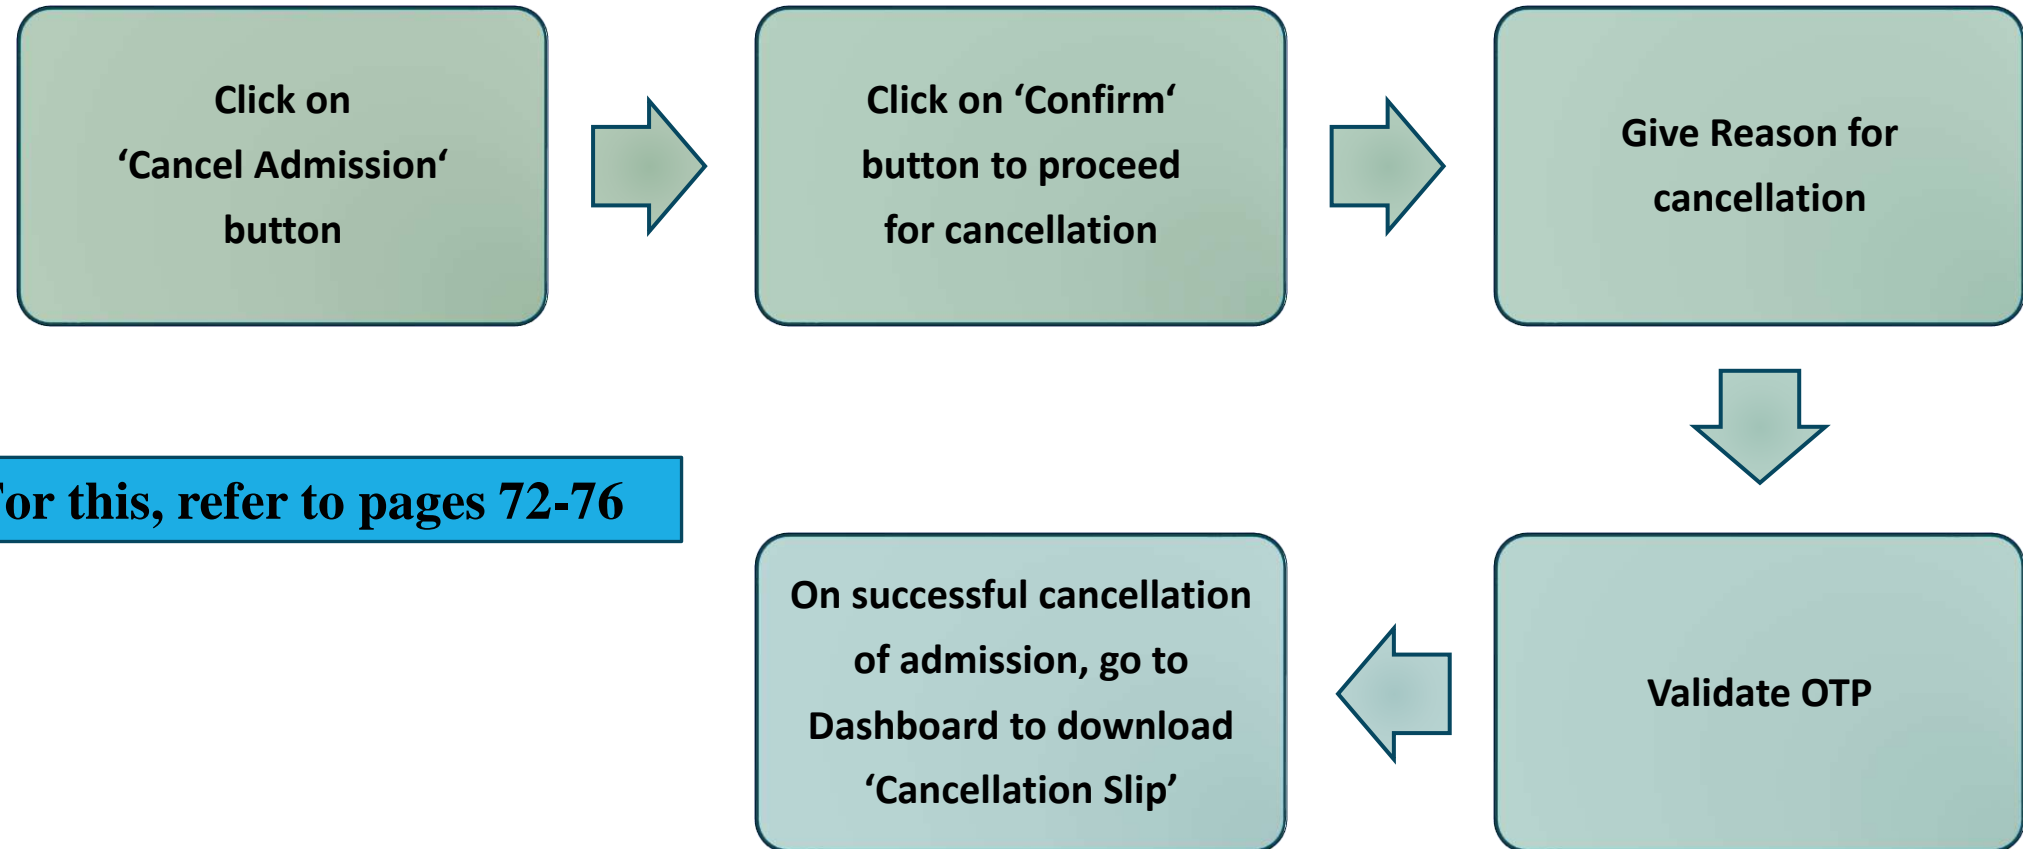 Click on
‘Cancel Admission‘
button
Click on ‘Confirm‘
button to proceed
for cancellation
Give Reason for
cancellation
Validate OTP
On successful cancellation
of admission, go to
Dashboard to download
‘Cancellation Slip’
For this, refer to pages 72-76